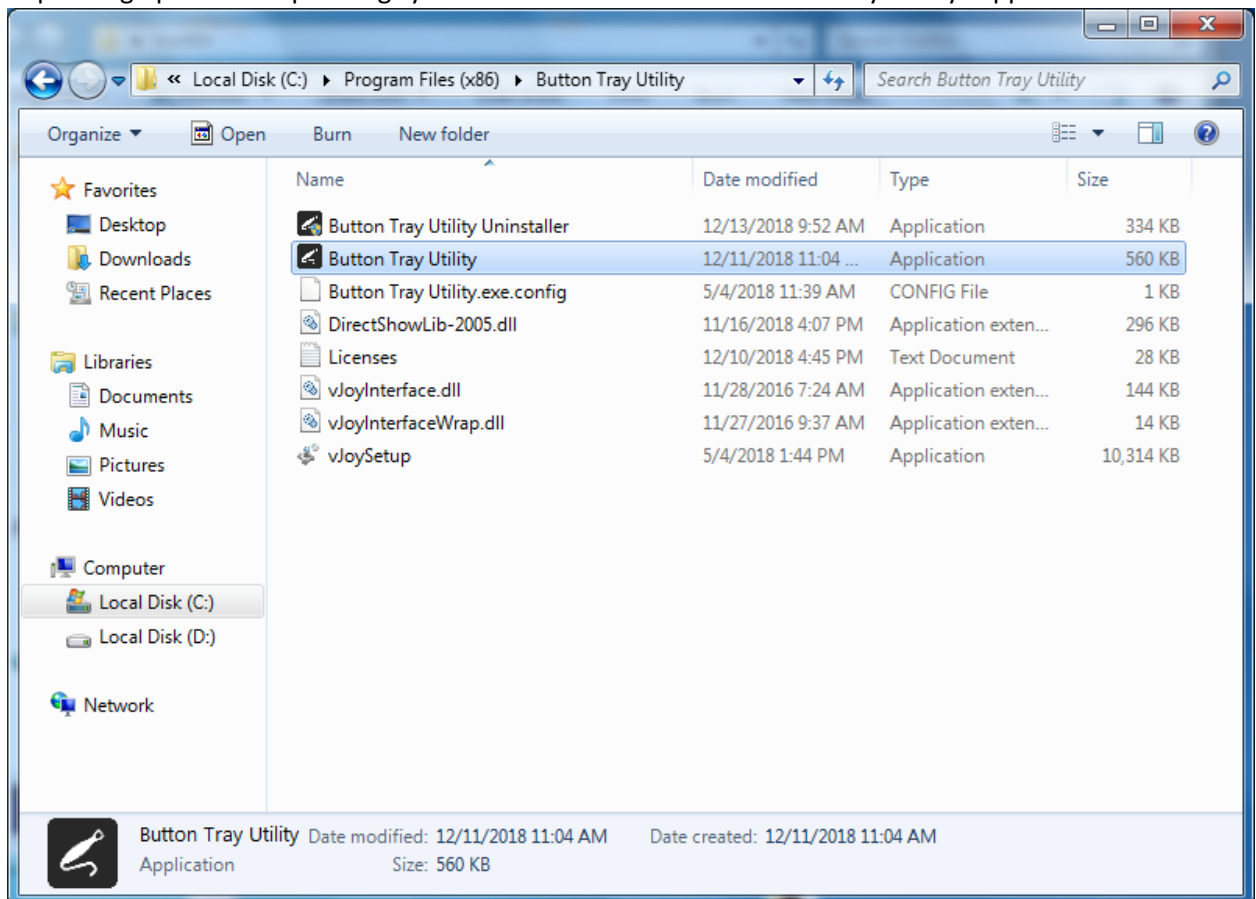 « Local Disk (C:) ▸ Program Files (x86) ▸ Button Tray Utility
Search Button Tray Utility
Organize Open Burn New folder
Favorites
Desktop
Downloads
Recent Places
Libraries
Documents
Music
Pictures
Videos
Computer
Local Disk (C:)
Local Disk (D:)
Network
Name Date modified Type Size
Button Tray Utility Uninstaller 12/13/2018 9:52 AM Application 334 KB
Button Tray Utility 12/11/2018 11:04 ... Application 560 KB
Button Tray Utility.exe.config 5/4/2018 11:39 AM CONFIG File 1 KB
DirectShowLib-2005.dll 11/16/2018 4:07 PM Application exten... 296 KB
Licenses 12/10/2018 4:45 PM Text Document 28 KB
vJoyInterface.dll 11/28/2016 7:24 AM Application exten... 144 KB
vJoyInterfaceWrap.dll 11/27/2016 9:37 AM Application exten... 14 KB
vJoySetup 5/4/2018 1:44 PM Application 10,314 KB
Button Tray Utility Date modified: 12/11/2018 11:04 AM Date created: 12/11/2018 11:04 AM
Application Size: 560 KB